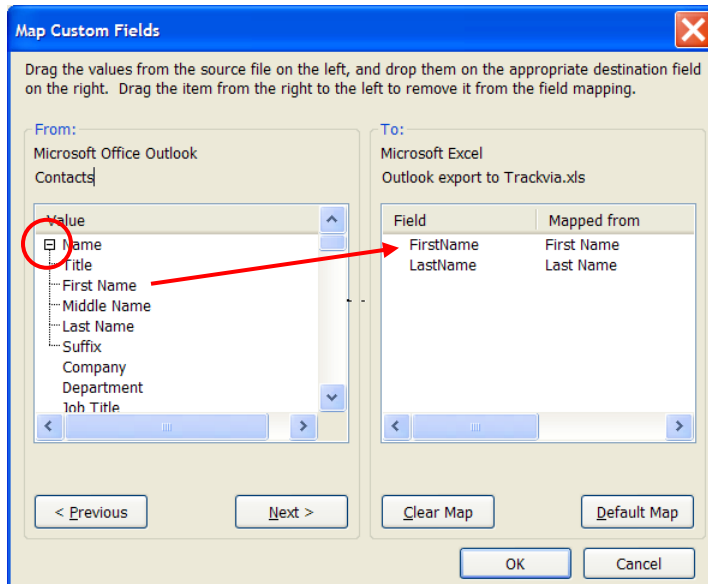 Map Custom Fields
Drag the values from the source file on the left, and drop them on the appropriate destination field
on the right. Drag the item from the right to the left to remove it from the field mapping.
From:
Microsoft Office Outlook
Contacts
Value
Name
Title
First Name
Middle Name
Last Name
Suffix
Company
Department
Job Title
< Previous
Next >
To:
Microsoft Excel
Outlook export to Trackvia.xls
Field Mapped from
FirstName First Name
LastName Last Name
Clear Map
Default Map
OK
Cancel